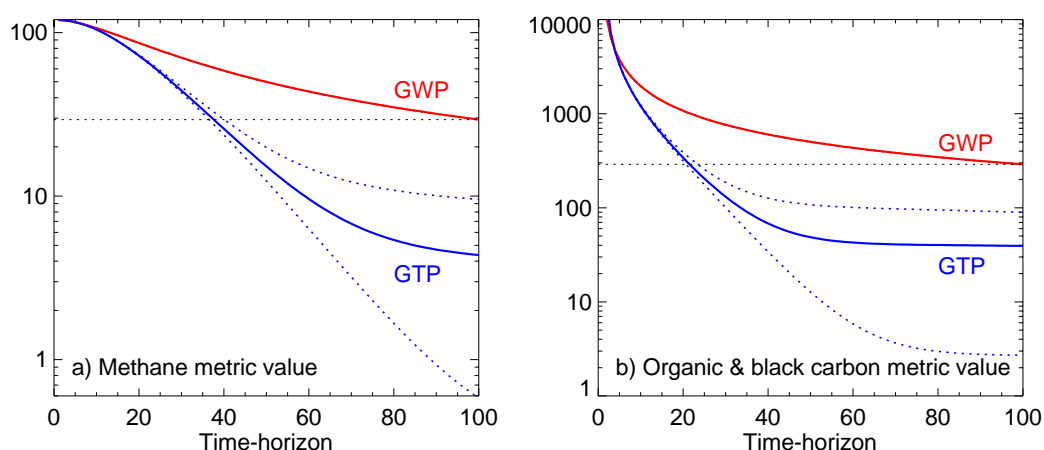 100
10
1
GWP
GTP
a) Methane metric value
0 20 40 60 80 100
Time-horizon
10000
1000
100
10
1
GWP
GTP
b) Organic & black carbon metric value
0 20 40 60 80 100
Time-horizon